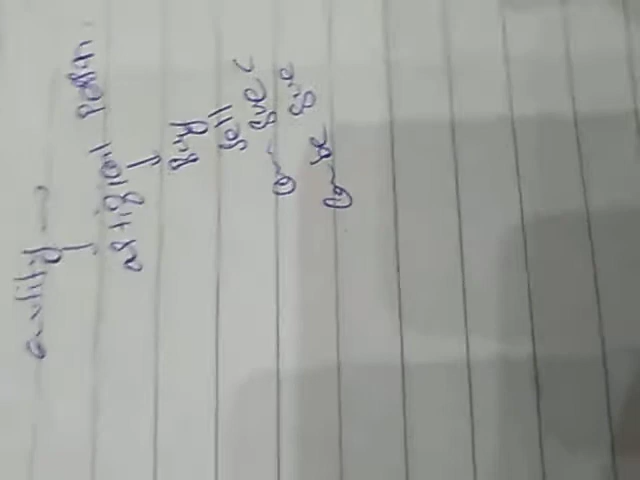 entity →
artificial person.
Buy
Sell
Can sue ✓
Can be sue